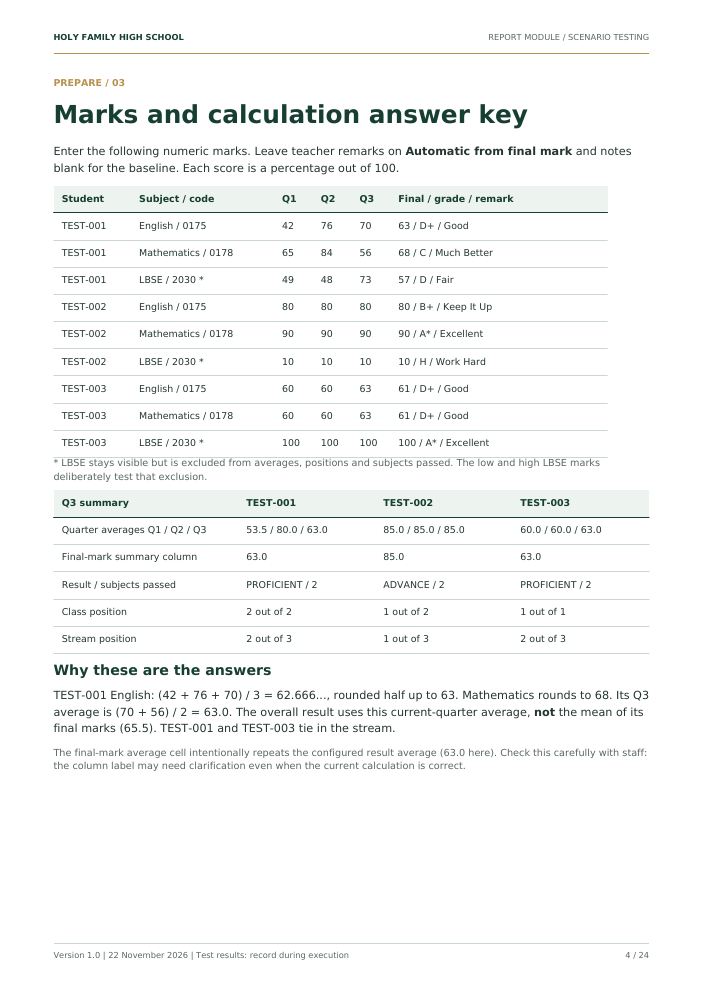 HOLY FAMILY HIGH SCHOOL REPORT MODULE / SCENARIO TESTING
PREPARE / 03
Marks and calculation answer key
Enter the following numeric marks. Leave teacher remarks on Automatic from final mark and notes
blank for the baseline. Each score is a percentage out of 100.
Student Subject / code Q1 Q2 Q3 Final / grade / remark
TEST-001 English / 0175 42 76 70 63 / D+ / Good
TEST-001 Mathematics / 0178 65 84 56 68 / C / Much Better
TEST-001 LBSE / 2030 * 49 48 73 57 / D / Fair
TEST-002 English / 0175 80 80 80 80 / B+ / Keep It Up
TEST-002 Mathematics / 0178 90 90 90 90 / A* / Excellent
TEST-002 LBSE / 2030 * 10 10 10 10 / H / Work Hard
TEST-003 English / 0175 60 60 63 61 / D+ / Good
TEST-003 Mathematics / 0178 60 60 63 61 / D+ / Good
TEST-003 LBSE / 2030 * 100 100 100 100 / A* / Excellent
* LBSE stays visible but is excluded from averages, positions and subjects passed. The low and high LBSE marks
deliberately test that exclusion.
Q3 summary TEST-001 TEST-002 TEST-003
Quarter averages Q1 / Q2 / Q3 53.5 / 80.0 / 63.0 85.0 / 85.0 / 85.0 60.0 / 60.0 / 63.0
Final-mark summary column 63.0 85.0 63.0
Result / subjects passed PROFICIENT / 2 ADVANCE / 2 PROFICIENT / 2
Class position 2 out of 2 1 out of 2 1 out of 1
Stream position 2 out of 3 1 out of 3 2 out of 3
Why these are the answers
TEST-001 English: (42 + 76 + 70) / 3 = 62.666..., rounded half up to 63. Mathematics rounds to 68. Its Q3
average is (70 + 56) / 2 = 63.0. The overall result uses this current-quarter average, not the mean of its
final marks (65.5). TEST-001 and TEST-003 tie in the stream.
The final-mark average cell intentionally repeats the configured result average (63.0 here). Check this carefully with staff:
the column label may need clarification even when the current calculation is correct.
Version 1.0 | 22 November 2026 | Test results: record during execution 4 / 24